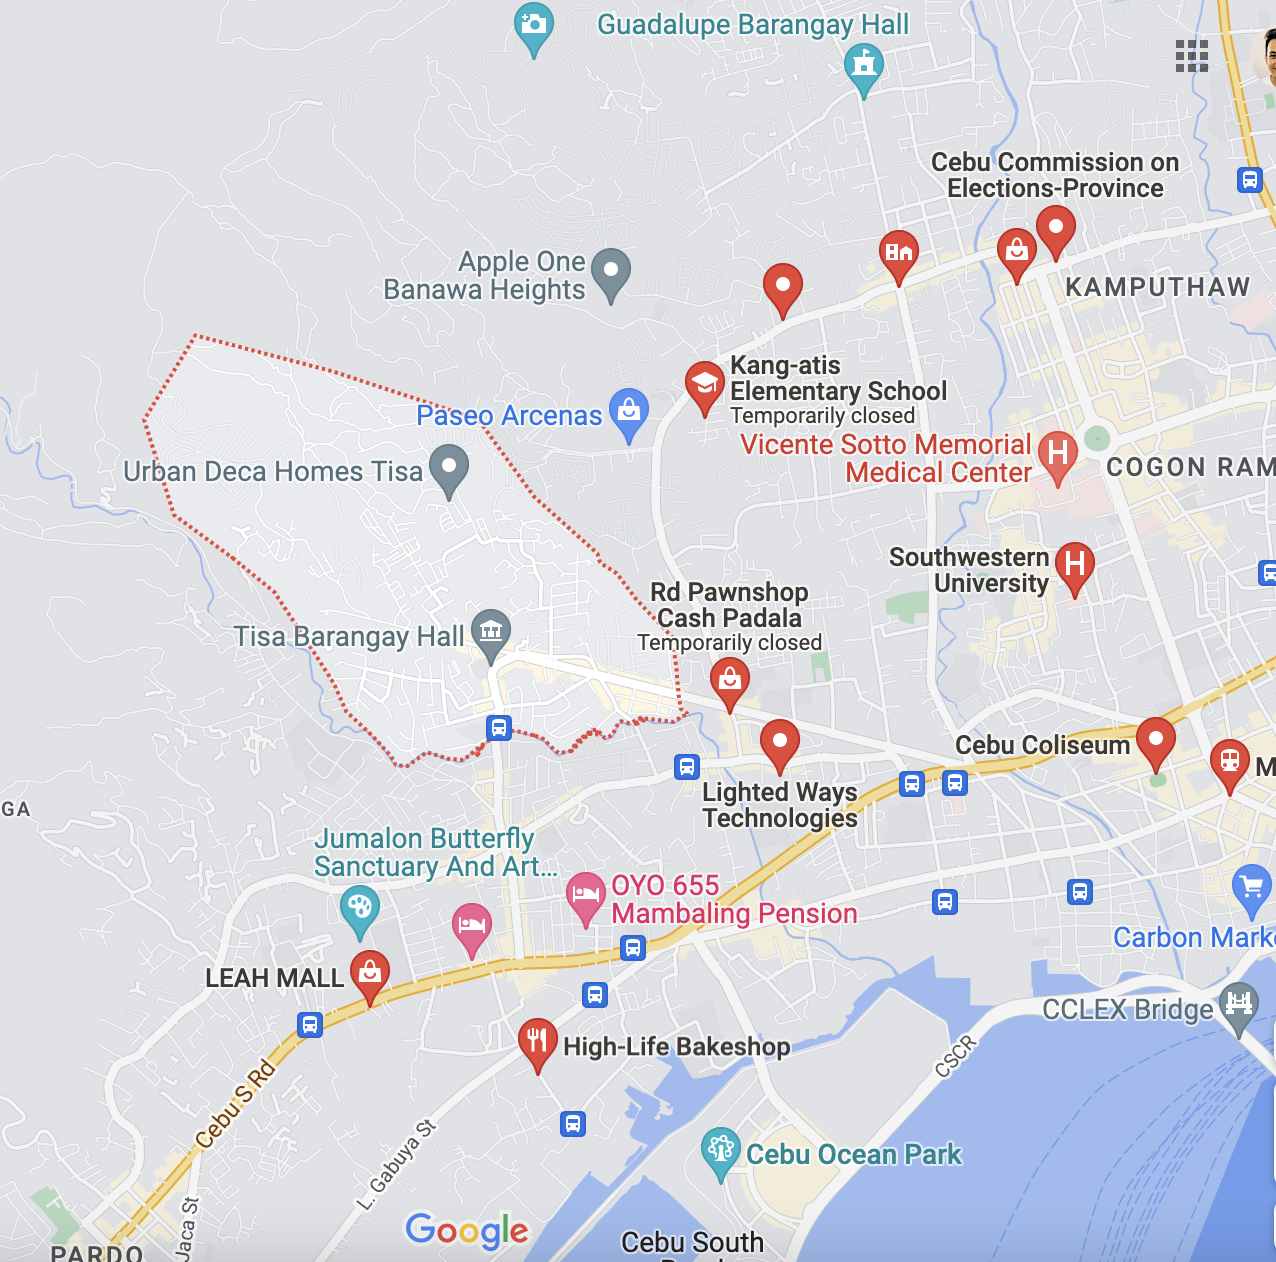 Guadalupe Barangay Hall
Cebu Commission on
Elections-Province
Apple One
Banawa Heights
KAMPUTHAW
Kang-atis
Elementary School
Temporarily closed
Paseo Arcenas
Vicente Sotto Memorial
Medical Center
COGON RAM
Urban Deca Homes Tisa
Southwestern
University
Rd Pawnshop
Cash Padala
Temporarily closed
Tisa Barangay Hall
Cebu Coliseum
M
Lighted Ways
Technologies
GA
Jumalon Butterfly
Sanctuary And Art...
OYO 655
Mambaling Pension
Carbon Marke
LEAH MALL
CCLEX Bridge
High-Life Bakeshop
CSCR
Cebu S Rd
L. Gabuya St
Cebu Ocean Park
Jaca St
Google
Cebu South
PARDO